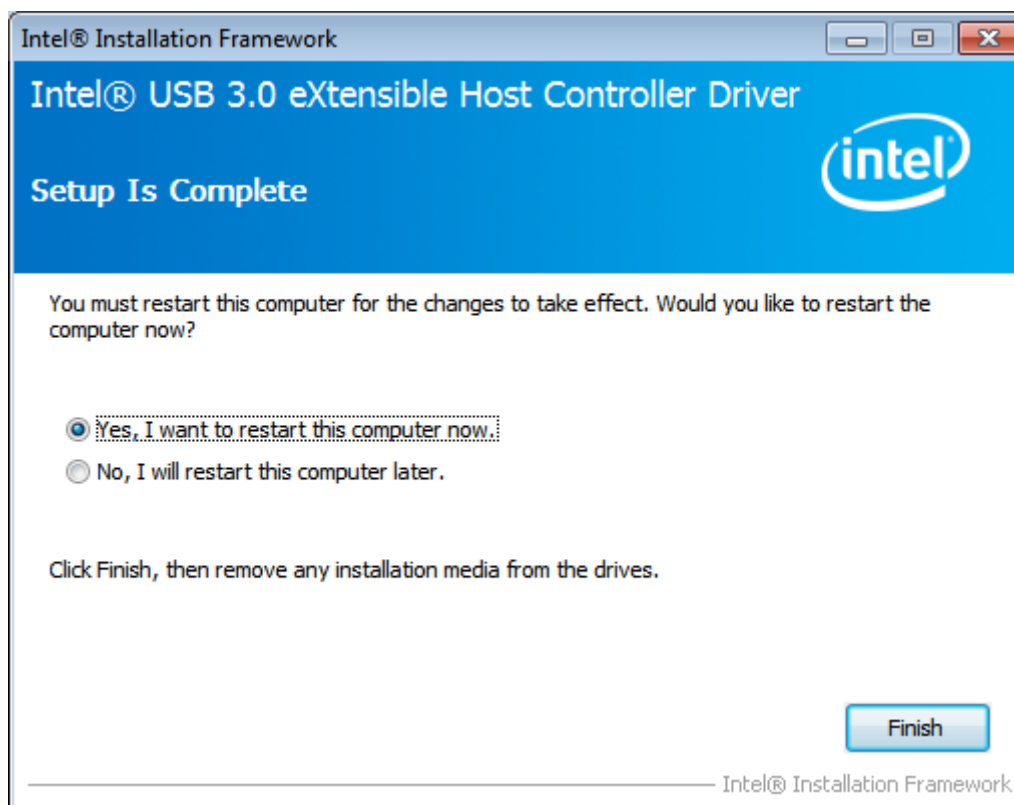 Intel® Installation Framework
Intel® USB 3.0 eXtensible Host Controller Driver
intel
Setup Is Complete
You must restart this computer for the changes to take effect. Would you like to restart the
computer now?
Yes, I want to restart this computer now.
No, I will restart this computer later.
Click Finish, then remove any installation media from the drives.
Finish
Intel® Installation Framework